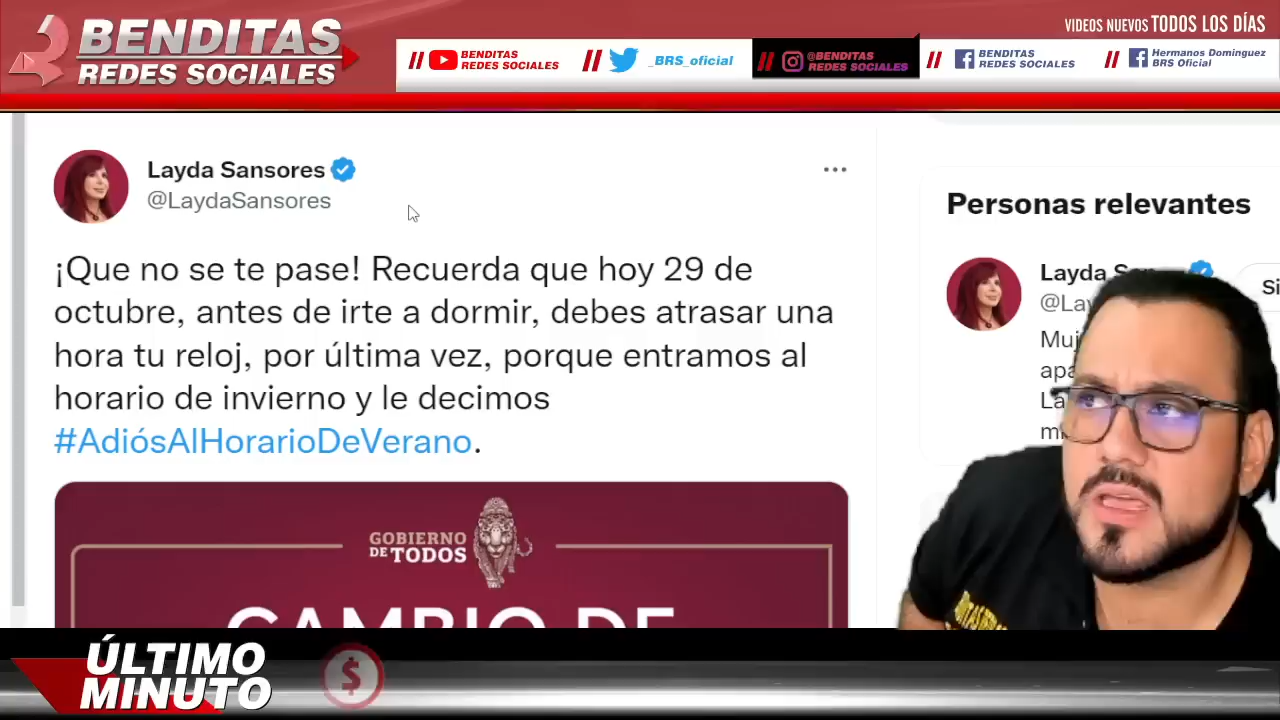 BENDITAS
REDES SOCIALES
VIDEOS NUEVOS TODOS LOS DÍAS
// BENDITAS
REDES SOCIALES
// _BRS_oficial
// @BENDITAS
REDES SOCIALES
// BENDITAS
REDES SOCIALES
// Hermanos Dominguez
BRS Oficial
Layda Sansores
@LaydaSansores
¡Que no se te pase! Recuerda que hoy 29 de
octubre, antes de irte a dormir, debes atrasar una
hora tu reloj, por última vez, porque entramos al
horario de invierno y le decimos
#AdiósAlHorarioDeVerano.
GOBIERNO
DE TODOS
CAMBIO DE
Personas relevantes
Layda
ÚLTIMO
MINUTO
$